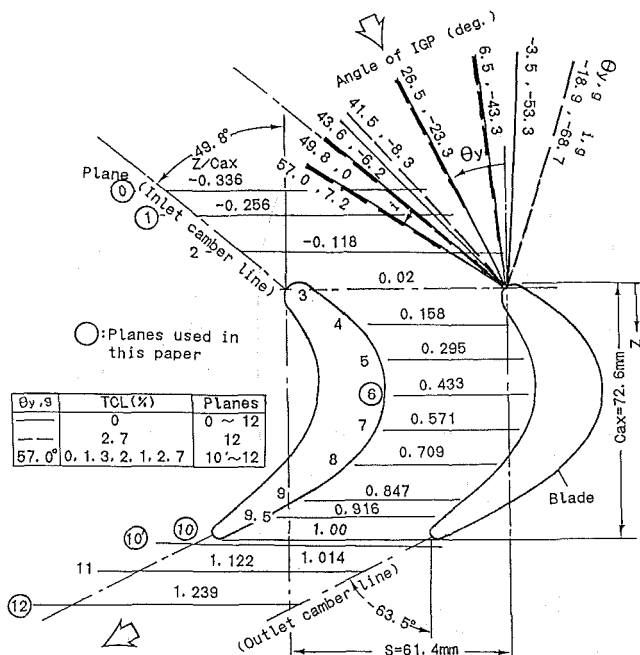 Angle of IGP (deg.)
26.5, -23.3
6.5, -43.3
-3.5, -53.3
θy,g i,g
-18.9, -68.7
41.5, -8.3
43.6, -6.2
49.8, 0
57.0, 7.2
θy
i
49.8°
Z/Cax
Plane (Inlet camber line)
0
-0.336
1
-0.256
2
-0.118
0.02
3
0.158
4
Z
○:Planes used in
this paper
0.295
5
0.433
6
Cax=72.6mm
θy,g TCL(%) Planes
0 0 ~ 12
2.7 12
57.0° 0,1.3,2.1,2.7 10'~12
0.571
7
0.709
8
0.847
9
Blade
0.916
9.5
1.00
10
10'
1.014
1.122
11
1.239
12
-63.5°
(Outlet camber line)
S=61.4mm